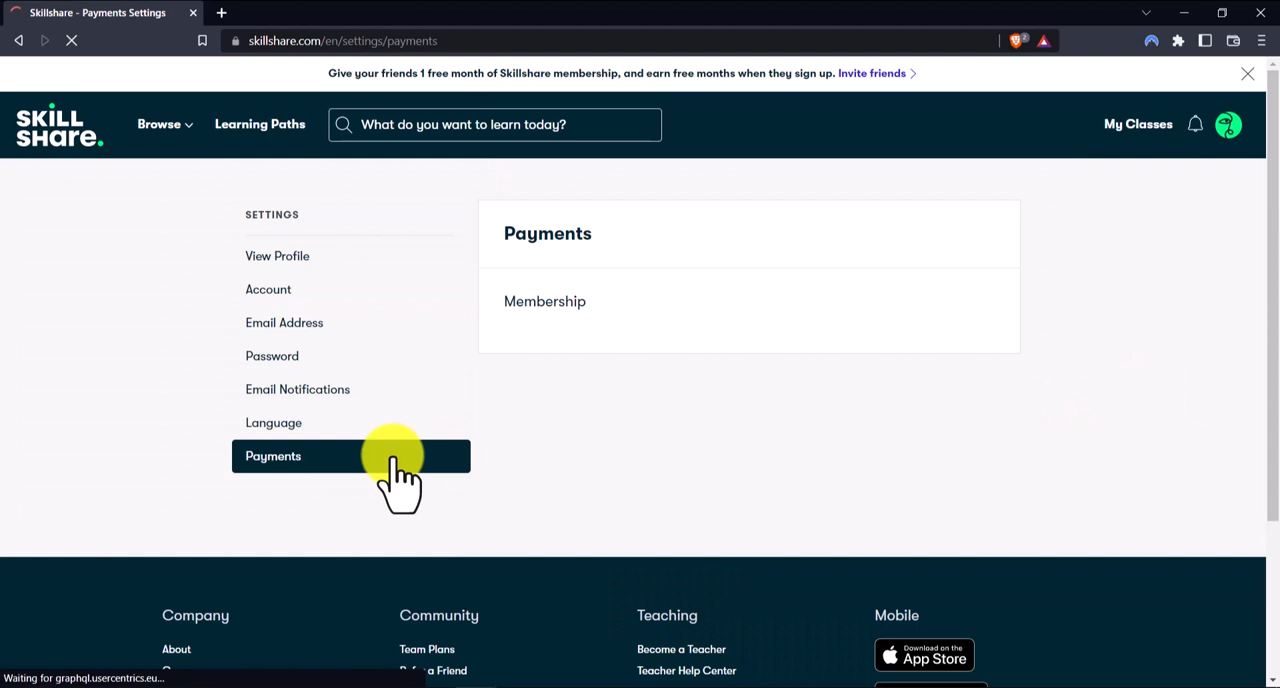 Skillshare - Payments Settings
skillshare.com/en/settings/payments
2
Give your friends 1 free month of Skillshare membership, and earn free months when they sign up. Invite friends
SKILL
SHARE.
Browse
Learning Paths
What do you want to learn today?
My Classes
SETTINGS
View Profile
Account
Email Address
Password
Email Notifications
Language
Payments
Payments
Membership
Company
Community
Teaching
Mobile
About
Team Plans
Become a Teacher
Download on the
App Store
a Friend
Teacher Help Center
Waiting for graphql.usercentrics.eu...